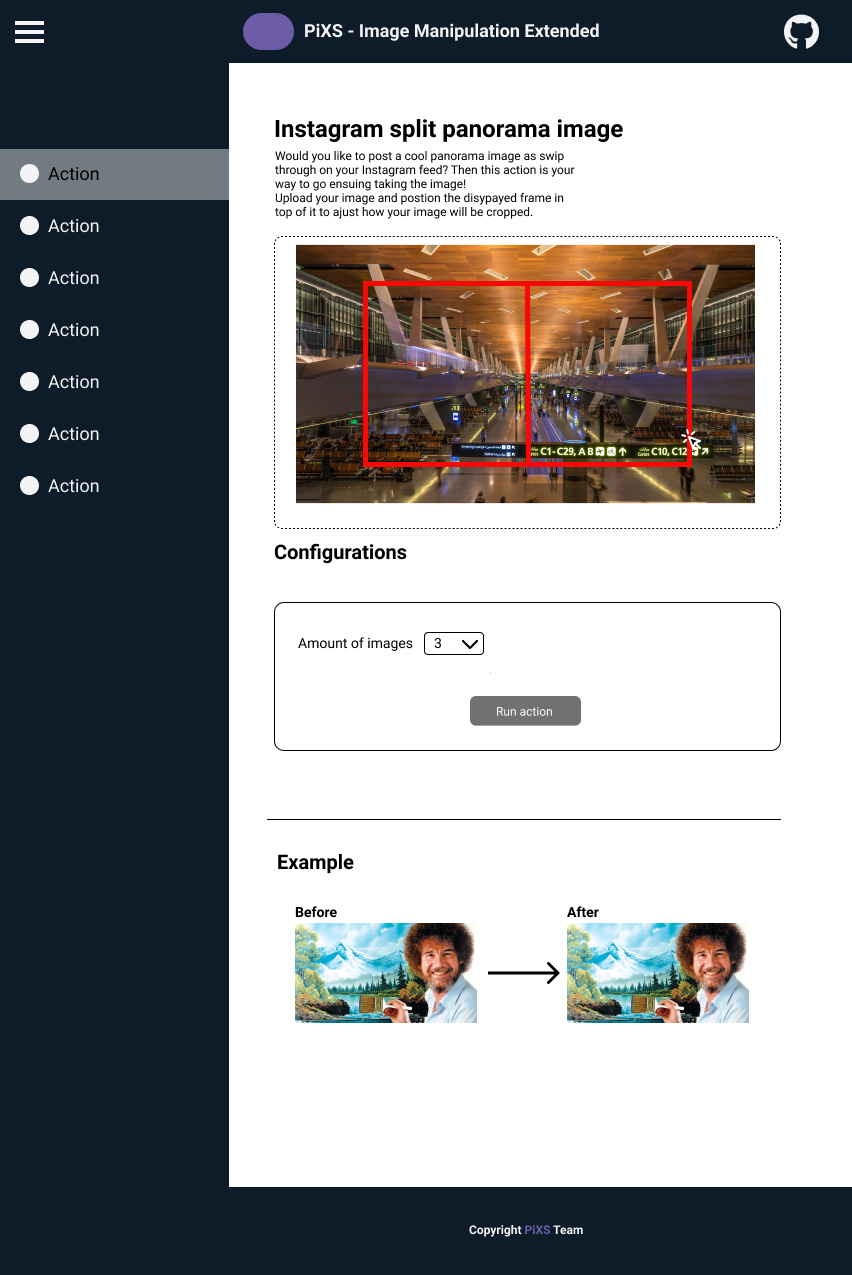 PiXS - Image Manipulation Extended
Action
Action
Action
Action
Action
Action
Action
Instagram split panorama image
Would you like to post a cool panorama image as swip
through on your Instagram feed? Then this action is your
way to go ensuing taking the image!
Upload your image and postion the disypayed frame in
top of it to ajust how your image will be cropped.
13
C1-C29, A B
Gates C10, C12
Configurations
Amount of images 3
Run action
Example
Before
After
Copyright PiXS Team